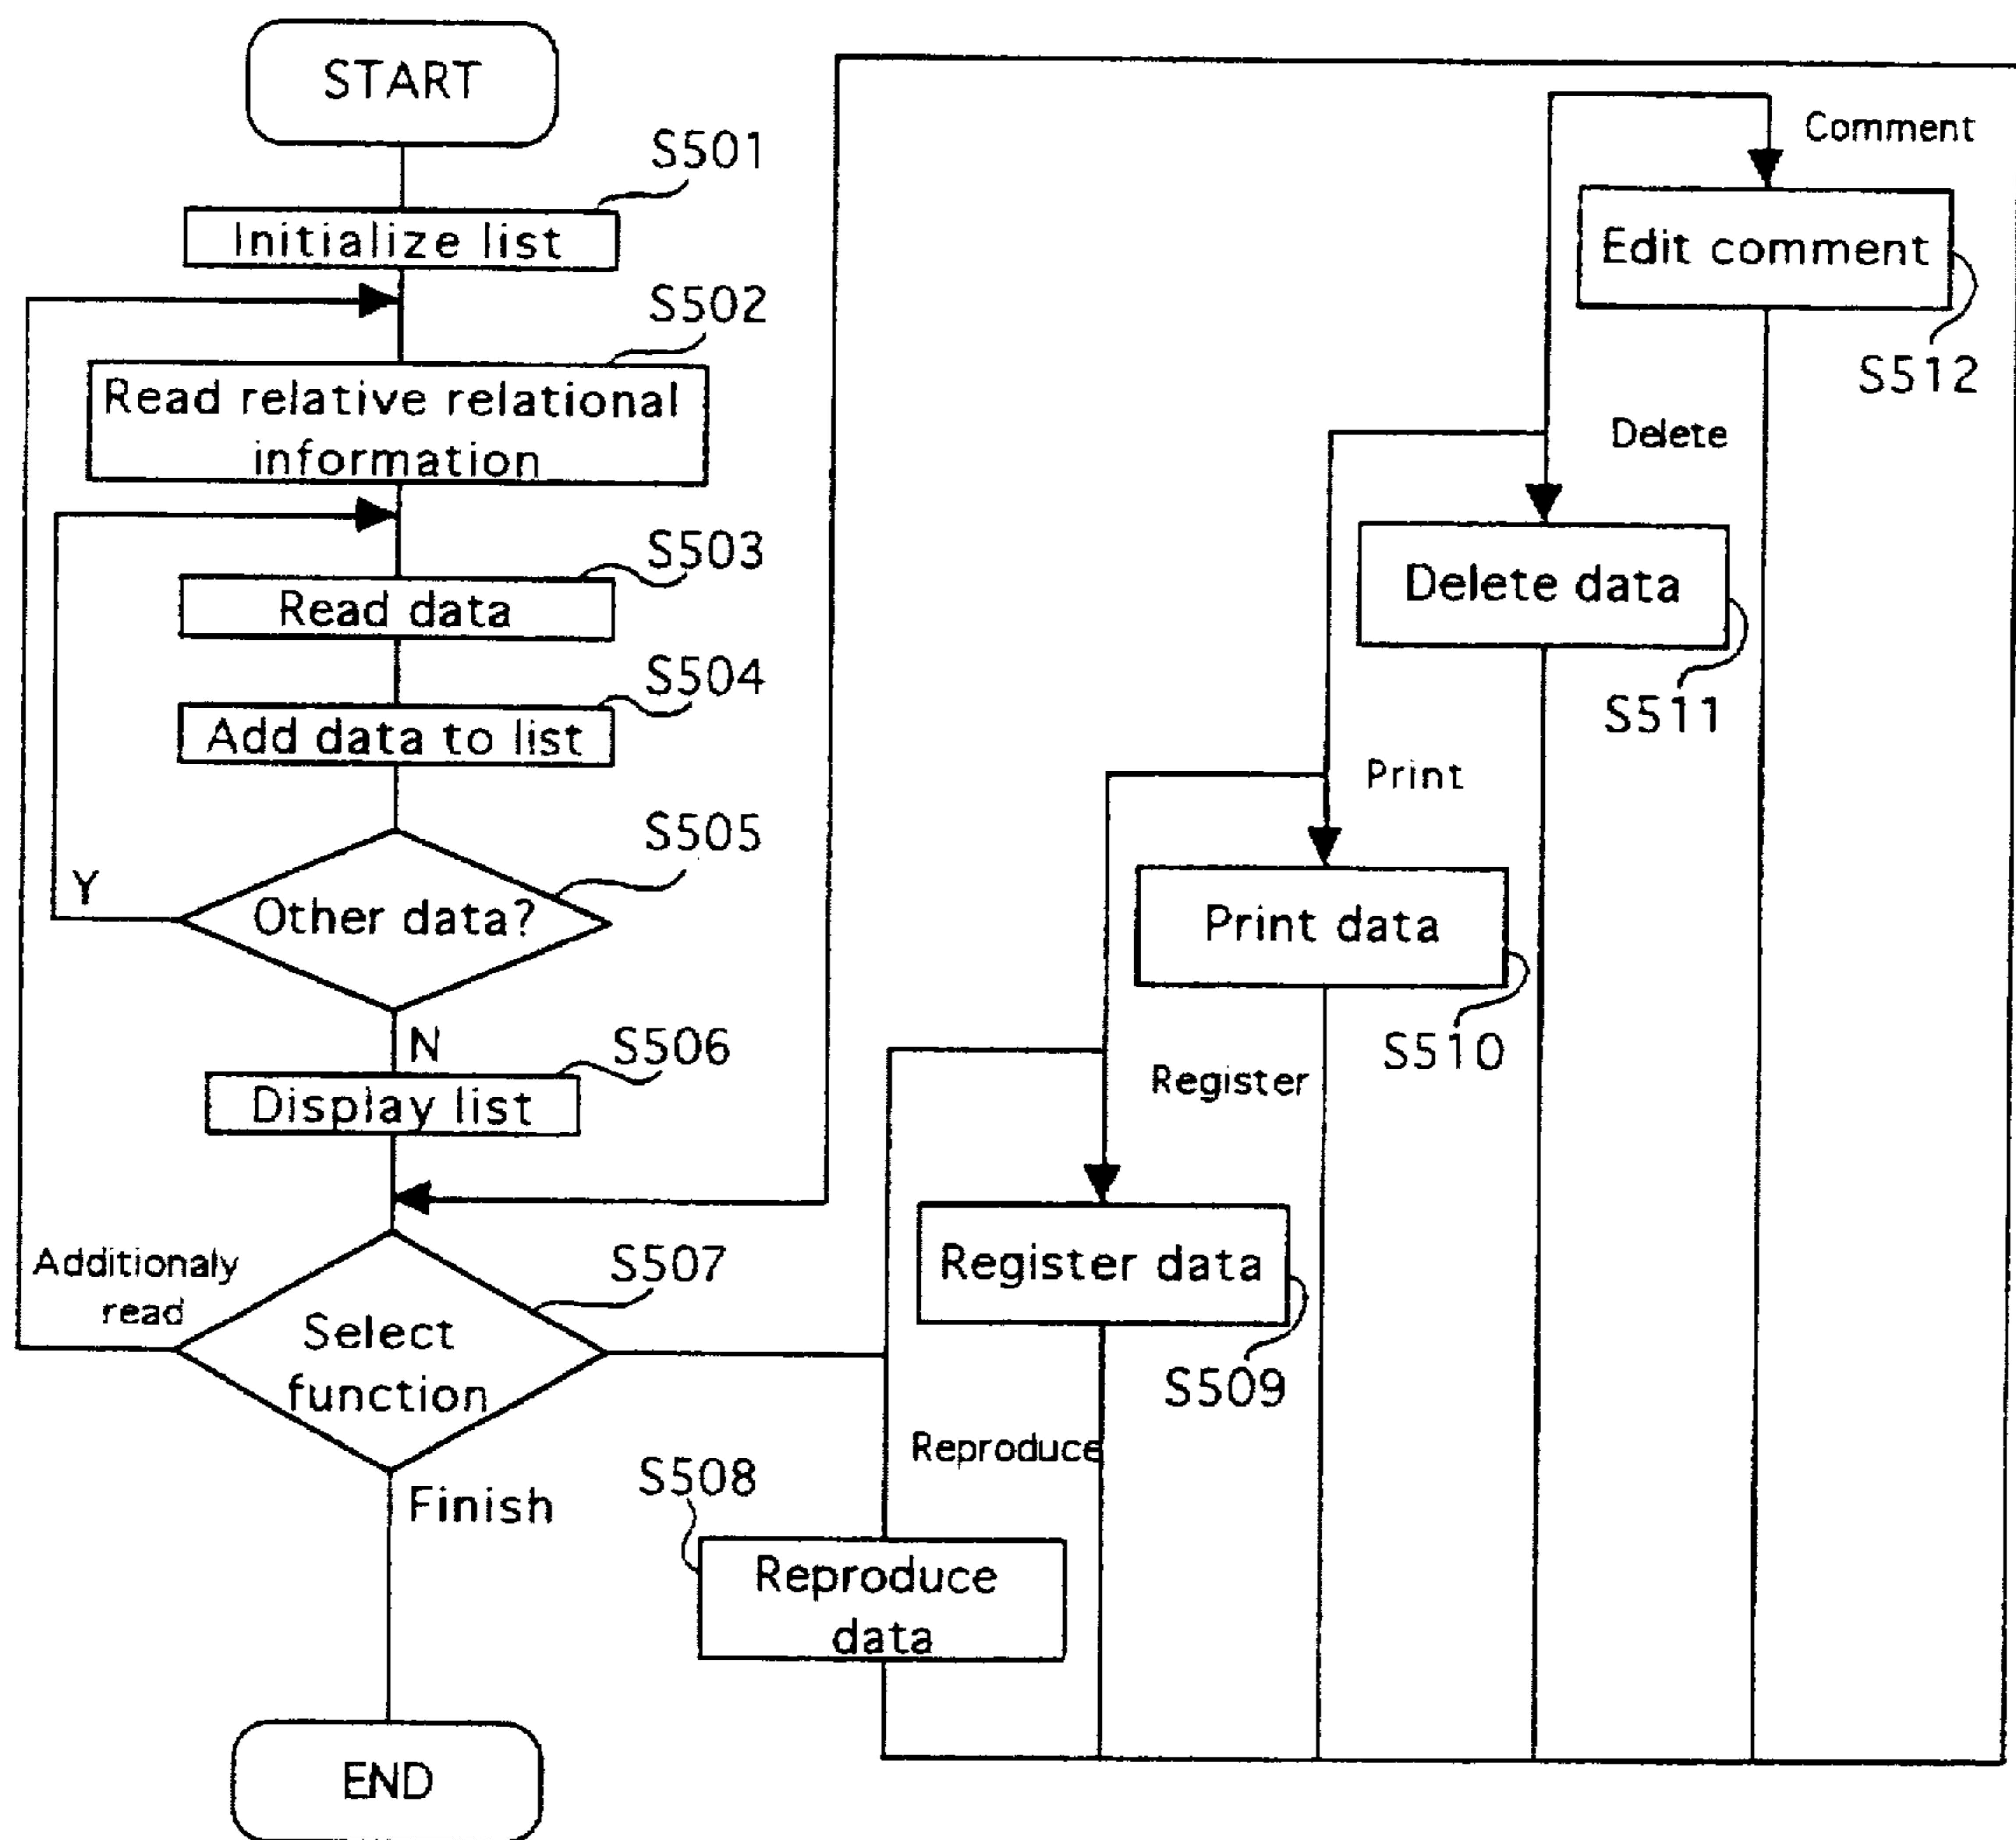 START
S501
Initialize list
S502
Read relative relational
information
S503
Read data
S504
Add data to list
S505
Y
Other data?
N
S506
Display list
Additionaly
read
S507
Select
function
Finish
END
Reproduce
S508
Reproduce
data
Register
Register data
S509
Print
Print data
S510
Delete
Delete data
S511
Comment
Edit comment
S512